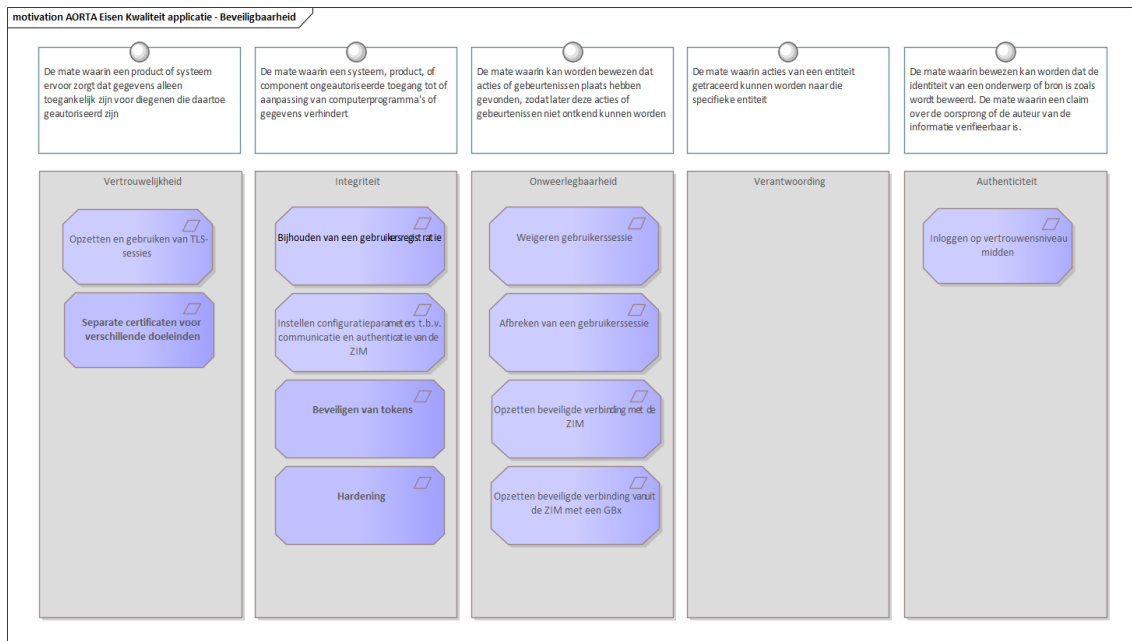 motivation AORTA Eisen Kwaliteit applicatie - Beveiligbaarheid
De mate waarin een product of systeem
ervoor zorgt dat gegevens alleen
toegankelijk zijn voor diegenen die daartoe
geautoriseerd zijn
De mate waarin een systeem, product, of
component ongeautoriseerde toegang tot of
aanpassing van computerprogramma's of
gegevens verhindert
De mate waarin kan worden bewezen dat
acties of gebeurtenissen plaats hebben
gevonden, zodat later deze acties of
gebeurtenissen niet ontkend kunnen worden
De mate waarin acties van een entiteit
getraceerd kunnen worden naar die
specifieke entiteit
De mate waarin bewezen kan worden dat de
identiteit van een onderwerp of bron is zoals
wordt beweerd. De mate waarin een claim
over de oorsprong of de auteur van de
informatie verifieerbaar is.
Vertrouwelijkheid
Opzetten en gebruiken van TLS-
sessies
Separate certificaten voor
verschillende doeleinden
Integriteit
Bijhouden van een gebruikersregistratie
Instellen configuratieparameters t.b.v.
communicatie en authenticatie van de
ZIM
Beveiligen van tokens
Hardening
Onweerlegbaarheid
Weigeren gebruikerssessie
Afbreken van een gebruikerssessie
Opzetten beveiligde verbinding met de
ZIM
Opzetten beveiligde verbinding vanuit
de ZIM met een GBx
Verantwoording
Authenticiteit
Inloggen op vertrouwensniveau
midden